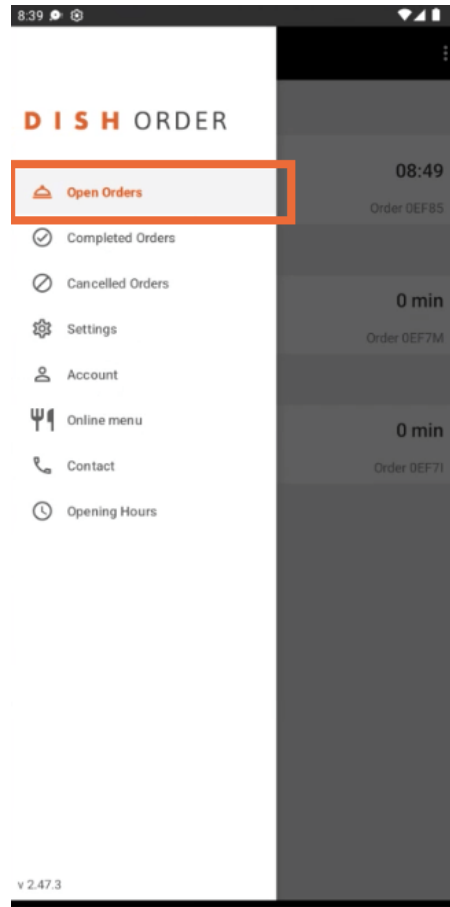 8:39
DISH ORDER
08:49
Open Orders
Order 0EF85
Completed Orders
Cancelled Orders
0 min
Settings
Order 0EF7M
Account
Online menu
0 min
Contact
Order 0EF7I
Opening Hours
v 2.47.3